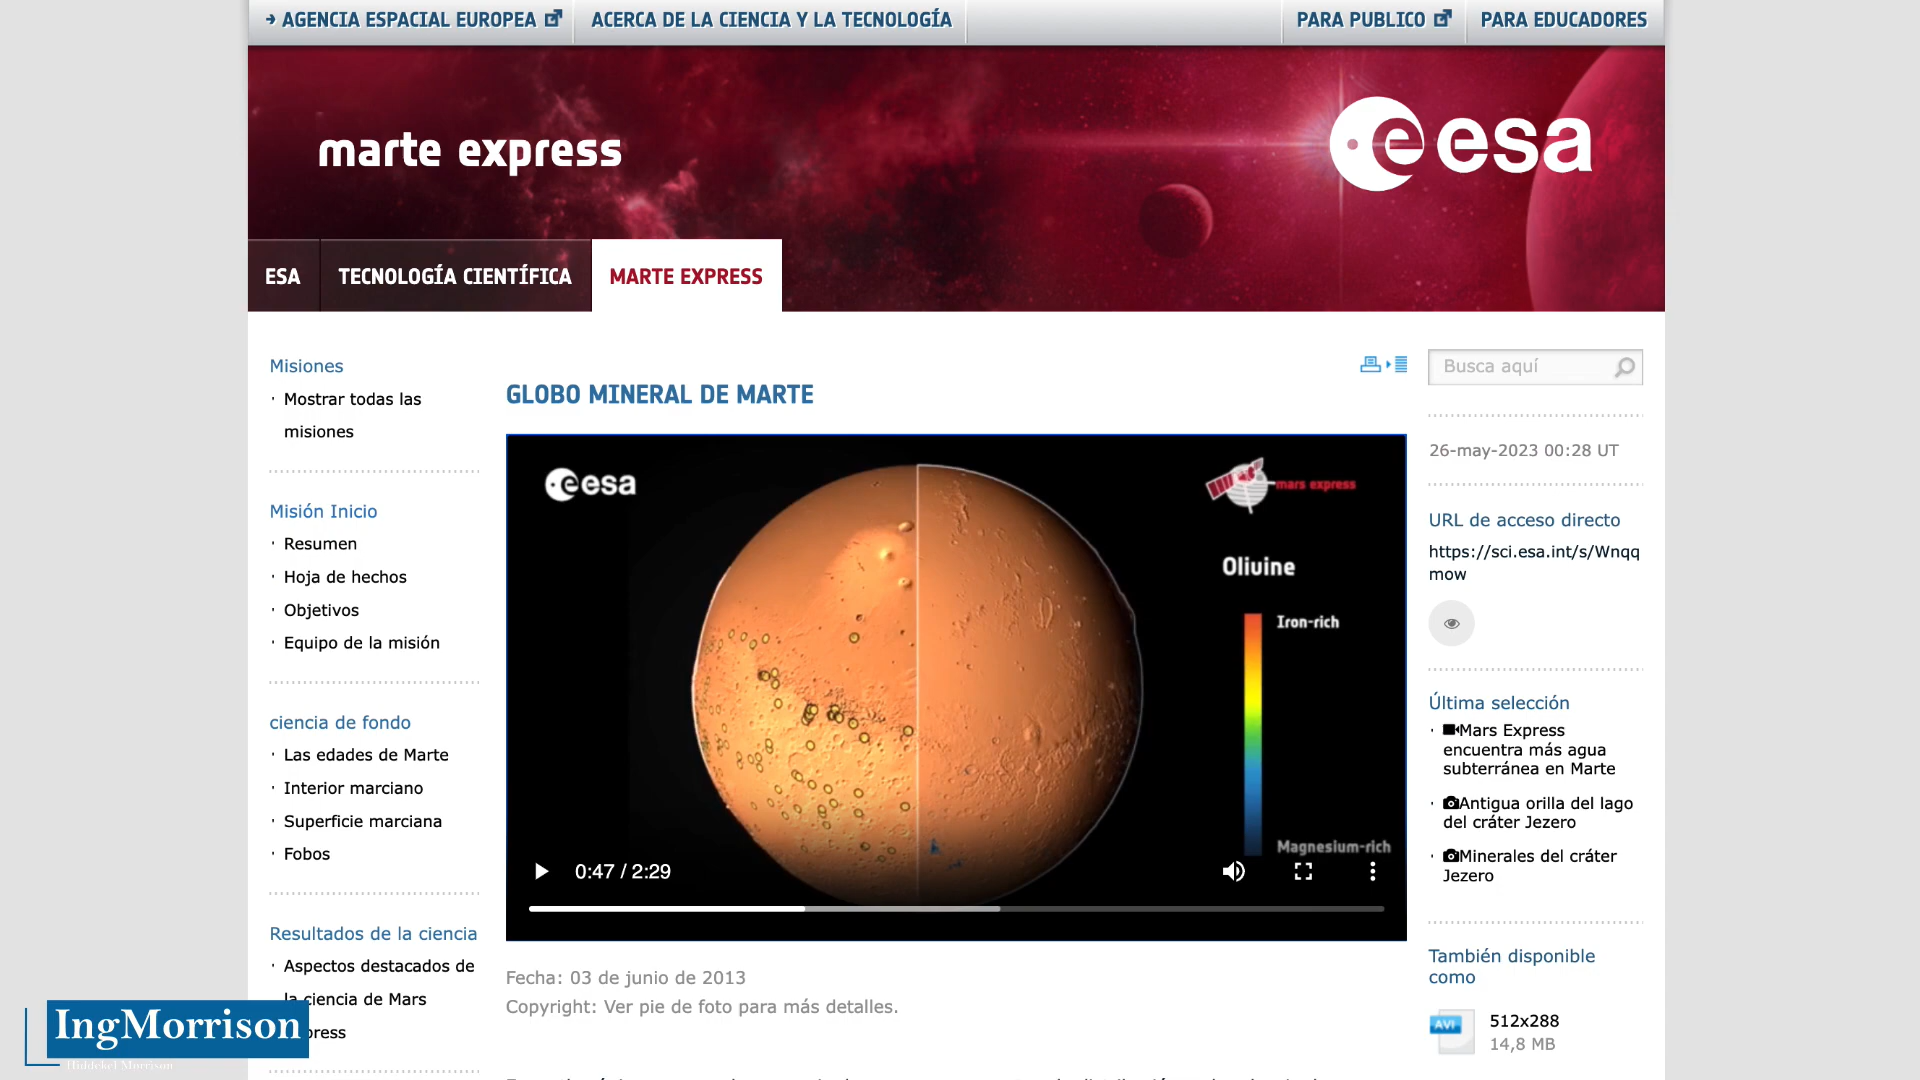 AGENCIA ESPACIAL EUROPEA
ACERCA DE LA CIENCIA Y LA TECNOLOGÍA
PARA PUBLICO
PARA EDUCADORES
marte express
esa
ESA
TECNOLOGÍA CIENTÍFICA
MARTE EXPRESS
Misiones
· Mostrar todas las
misiones
Misión Inicio
· Resumen
· Hoja de hechos
· Objetivos
· Equipo de la misión
ciencia de fondo
· Las edades de Marte
· Interior marciano
· Superficie marciana
· Fobos
Resultados de la ciencia
· Aspectos destacados de
la ciencia de Mars
press
GLOBO MINERAL DE MARTE
esa
mars express
Olivine
Iron-rich
Magnesium-rich
0:47 / 2:29
Fecha: 03 de junio de 2013
Copyright: Ver pie de foto para más detalles.
Busca aquí
26-may-2023 00:28 UT
URL de acceso directo
https://sci.esa.int/s/Wnqq
mow
Última selección
· Mars Express
encuentra más agua
subterránea en Marte
· Antigua orilla del lago
del cráter Jezero
· Minerales del cráter
Jezero
También disponible
como
AVI
512x288
14,8 MB
IngMorrison
Hiddekel Morrison